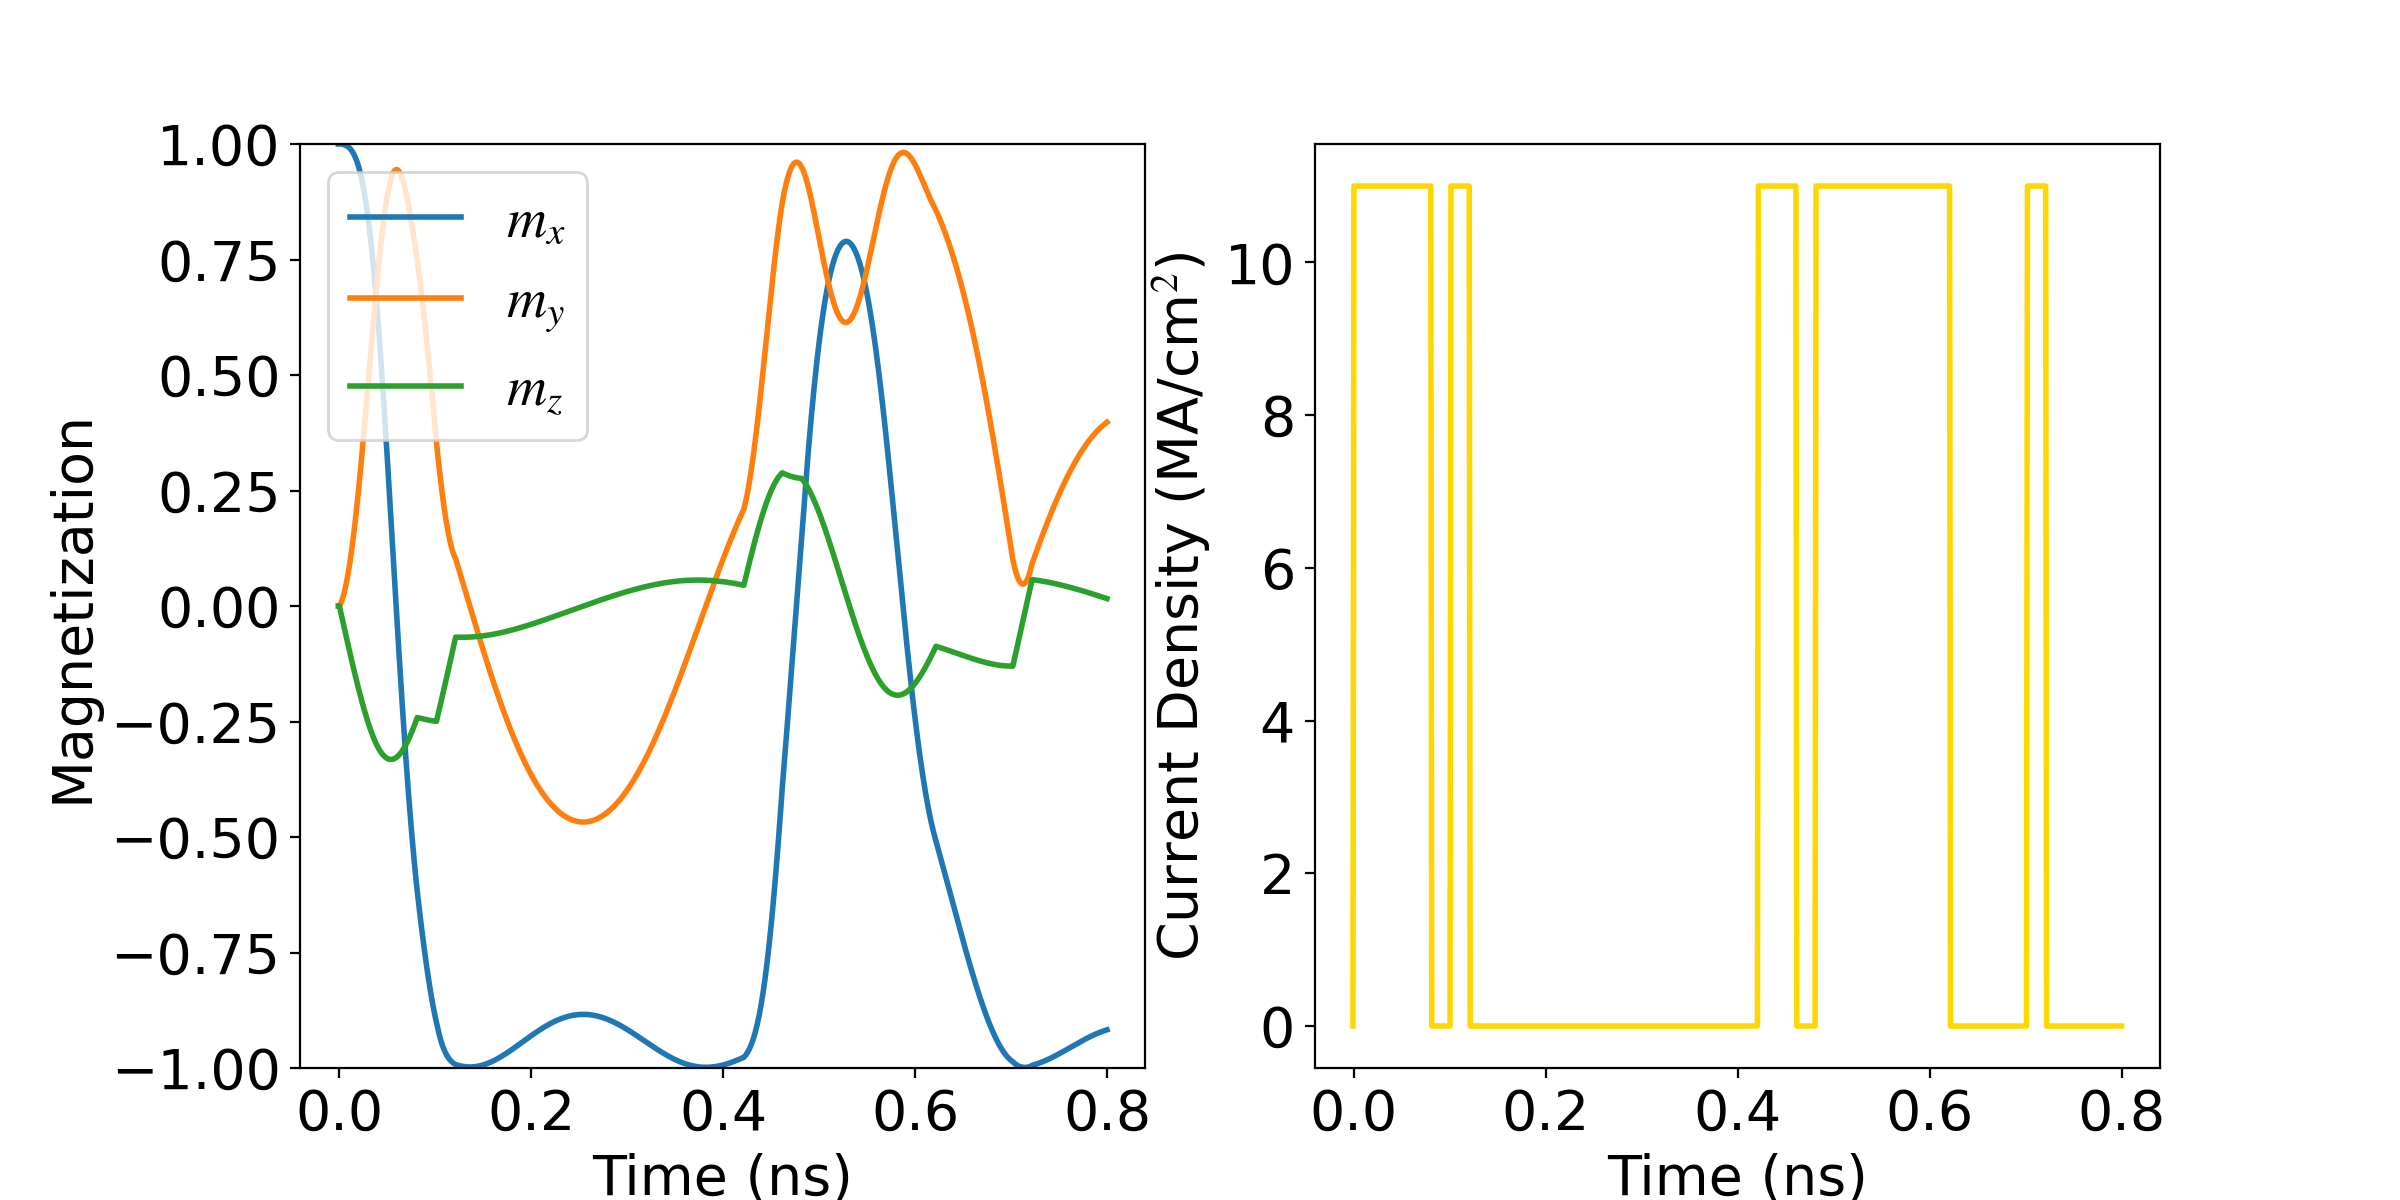 1.00
0.75
0.50
0.25
0.00
−0.25
−0.50
−0.75
−1.00
Magnetization
m_x
m_y
m_z
0.0 0.2 0.4 0.6 0.8
Time (ns)
Current Density (MA/cm²)
10
8
6
4
2
0
0.0 0.2 0.4 0.6 0.8
Time (ns)